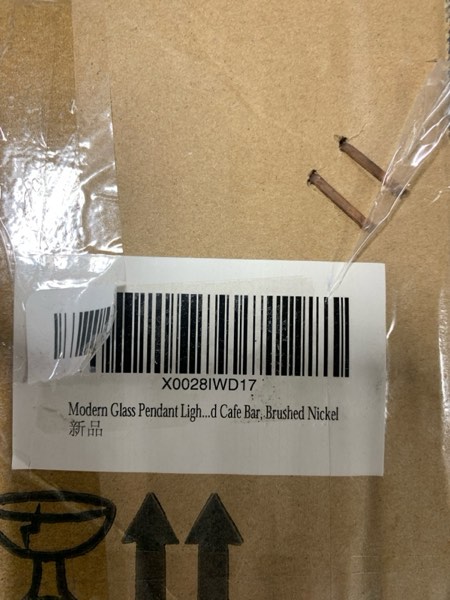 X0028IWD17
Modern Glass Pendant Ligh...d Cafe Bar, Brushed Nickel
新品